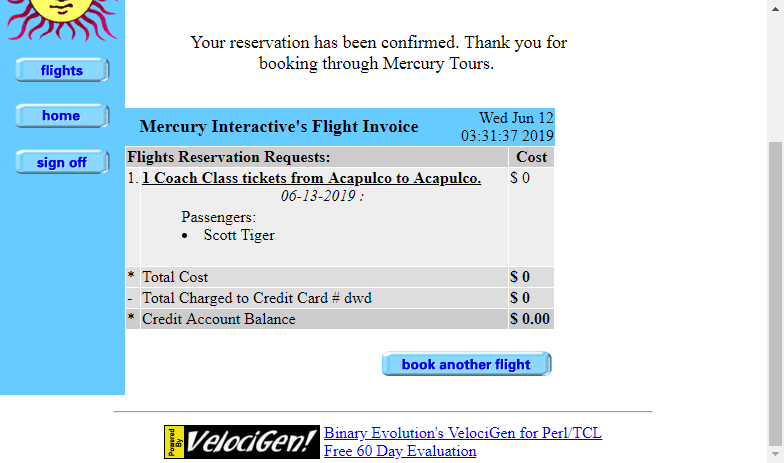 Your reservation has been confirmed. Thank you for
booking through Mercury Tours.
flights
home
sign off
Mercury Interactive's Flight Invoice
Wed Jun 12
03:31:37 2019
Flights Reservation Requests: Cost
1. 1 Coach Class tickets from Acapulco to Acapulco. $ 0
06-13-2019 :
Passengers:
• Scott Tiger
* Total Cost $ 0
- Total Charged to Credit Card # dwd $ 0
* Credit Account Balance $ 0.00
book another flight
Powered By
VelociGen!
Binary Evolution's VelociGen for Perl/TCL
Free 60 Day Evaluation